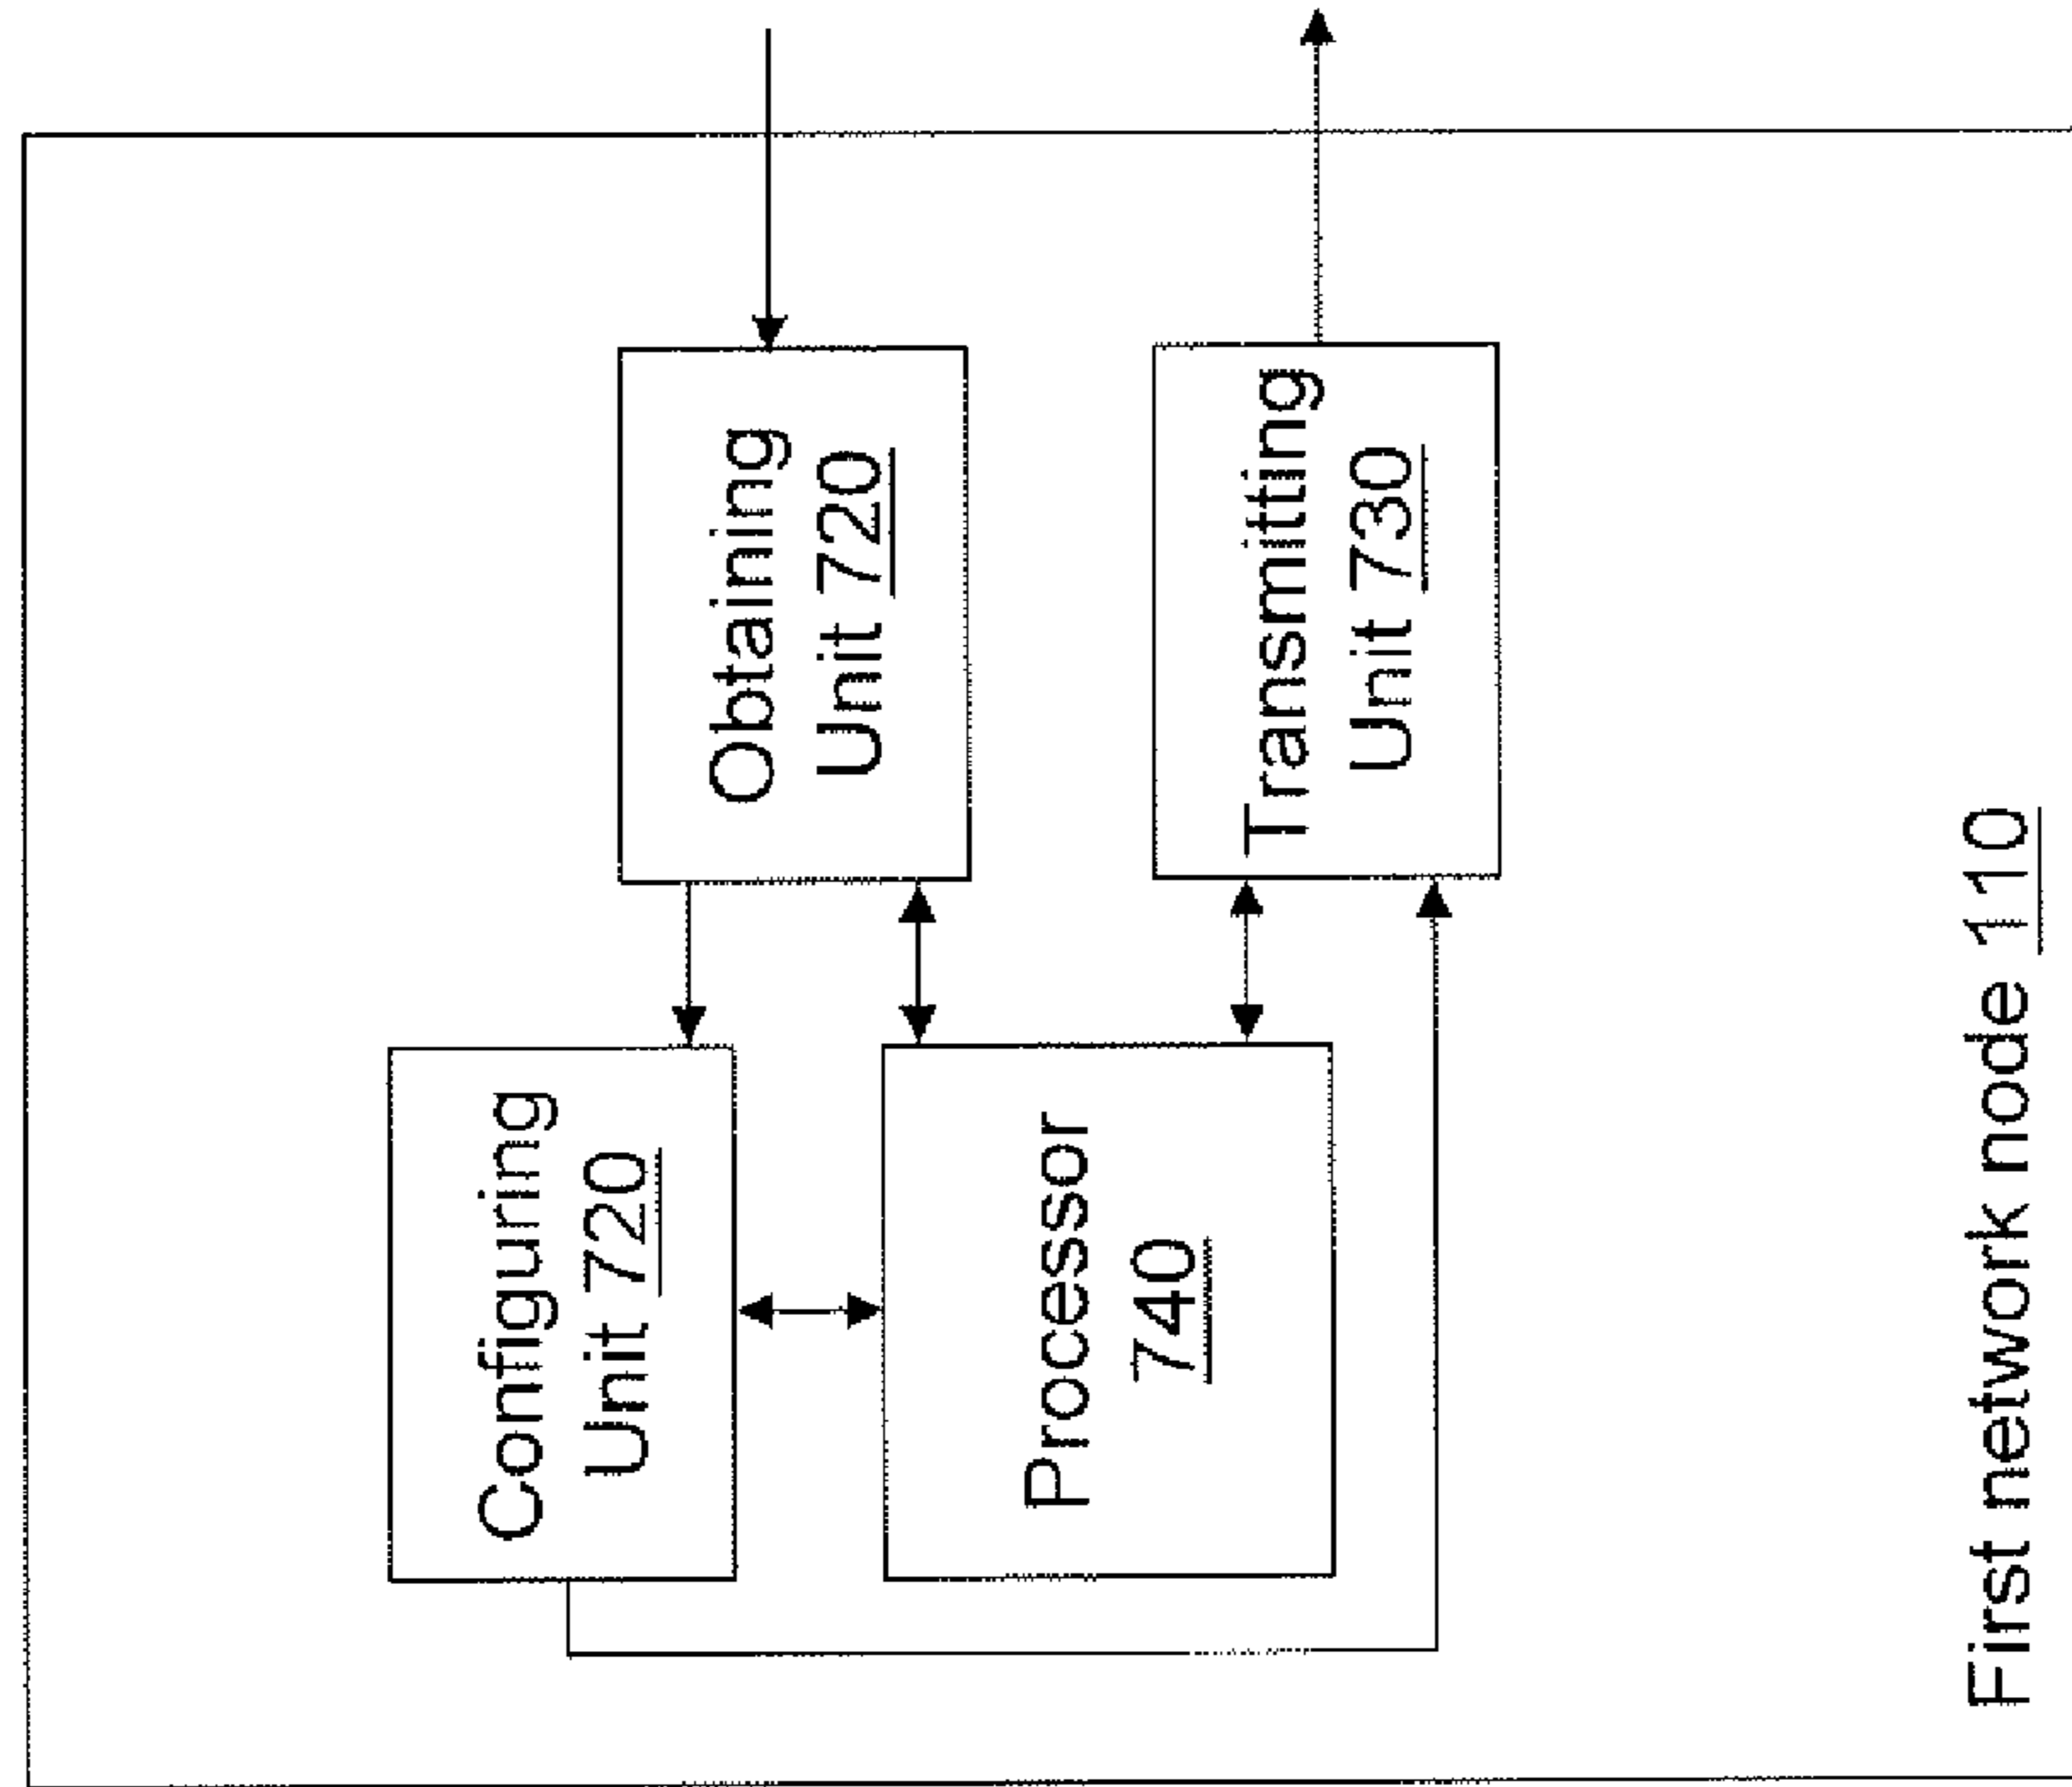 Configuring
Unit 720
Obtaining
Unit 720
Processor
740
Transmitting
Unit 730
First network node 110